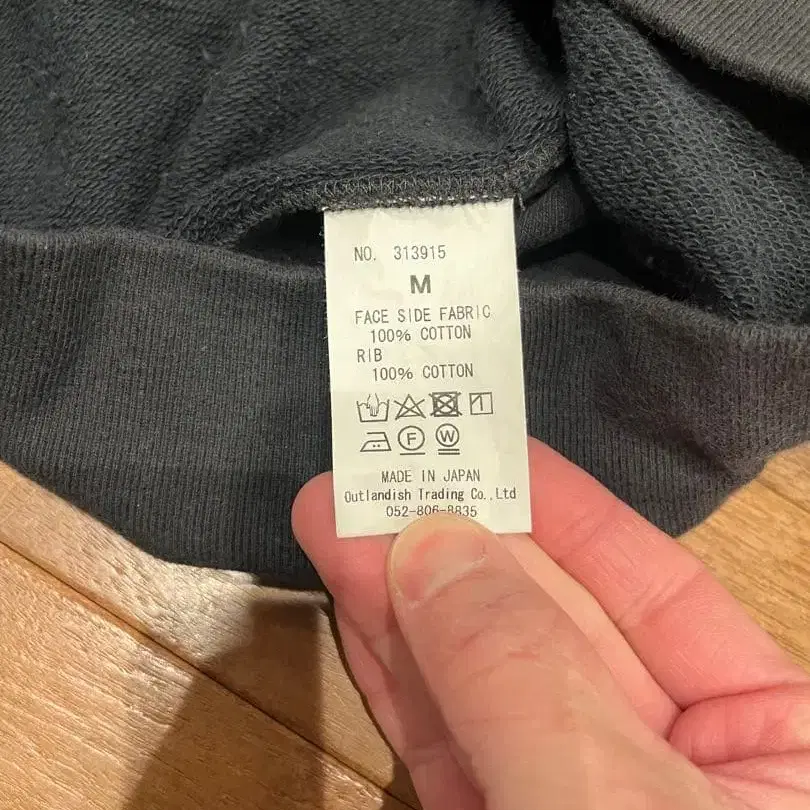 NO. 313915
M
FACE SIDE FABRIC
100% COTTON
RIB
100% COTTON
F W
MADE IN JAPAN
Outlandish Trading Co.,Ltd
052-806-8835